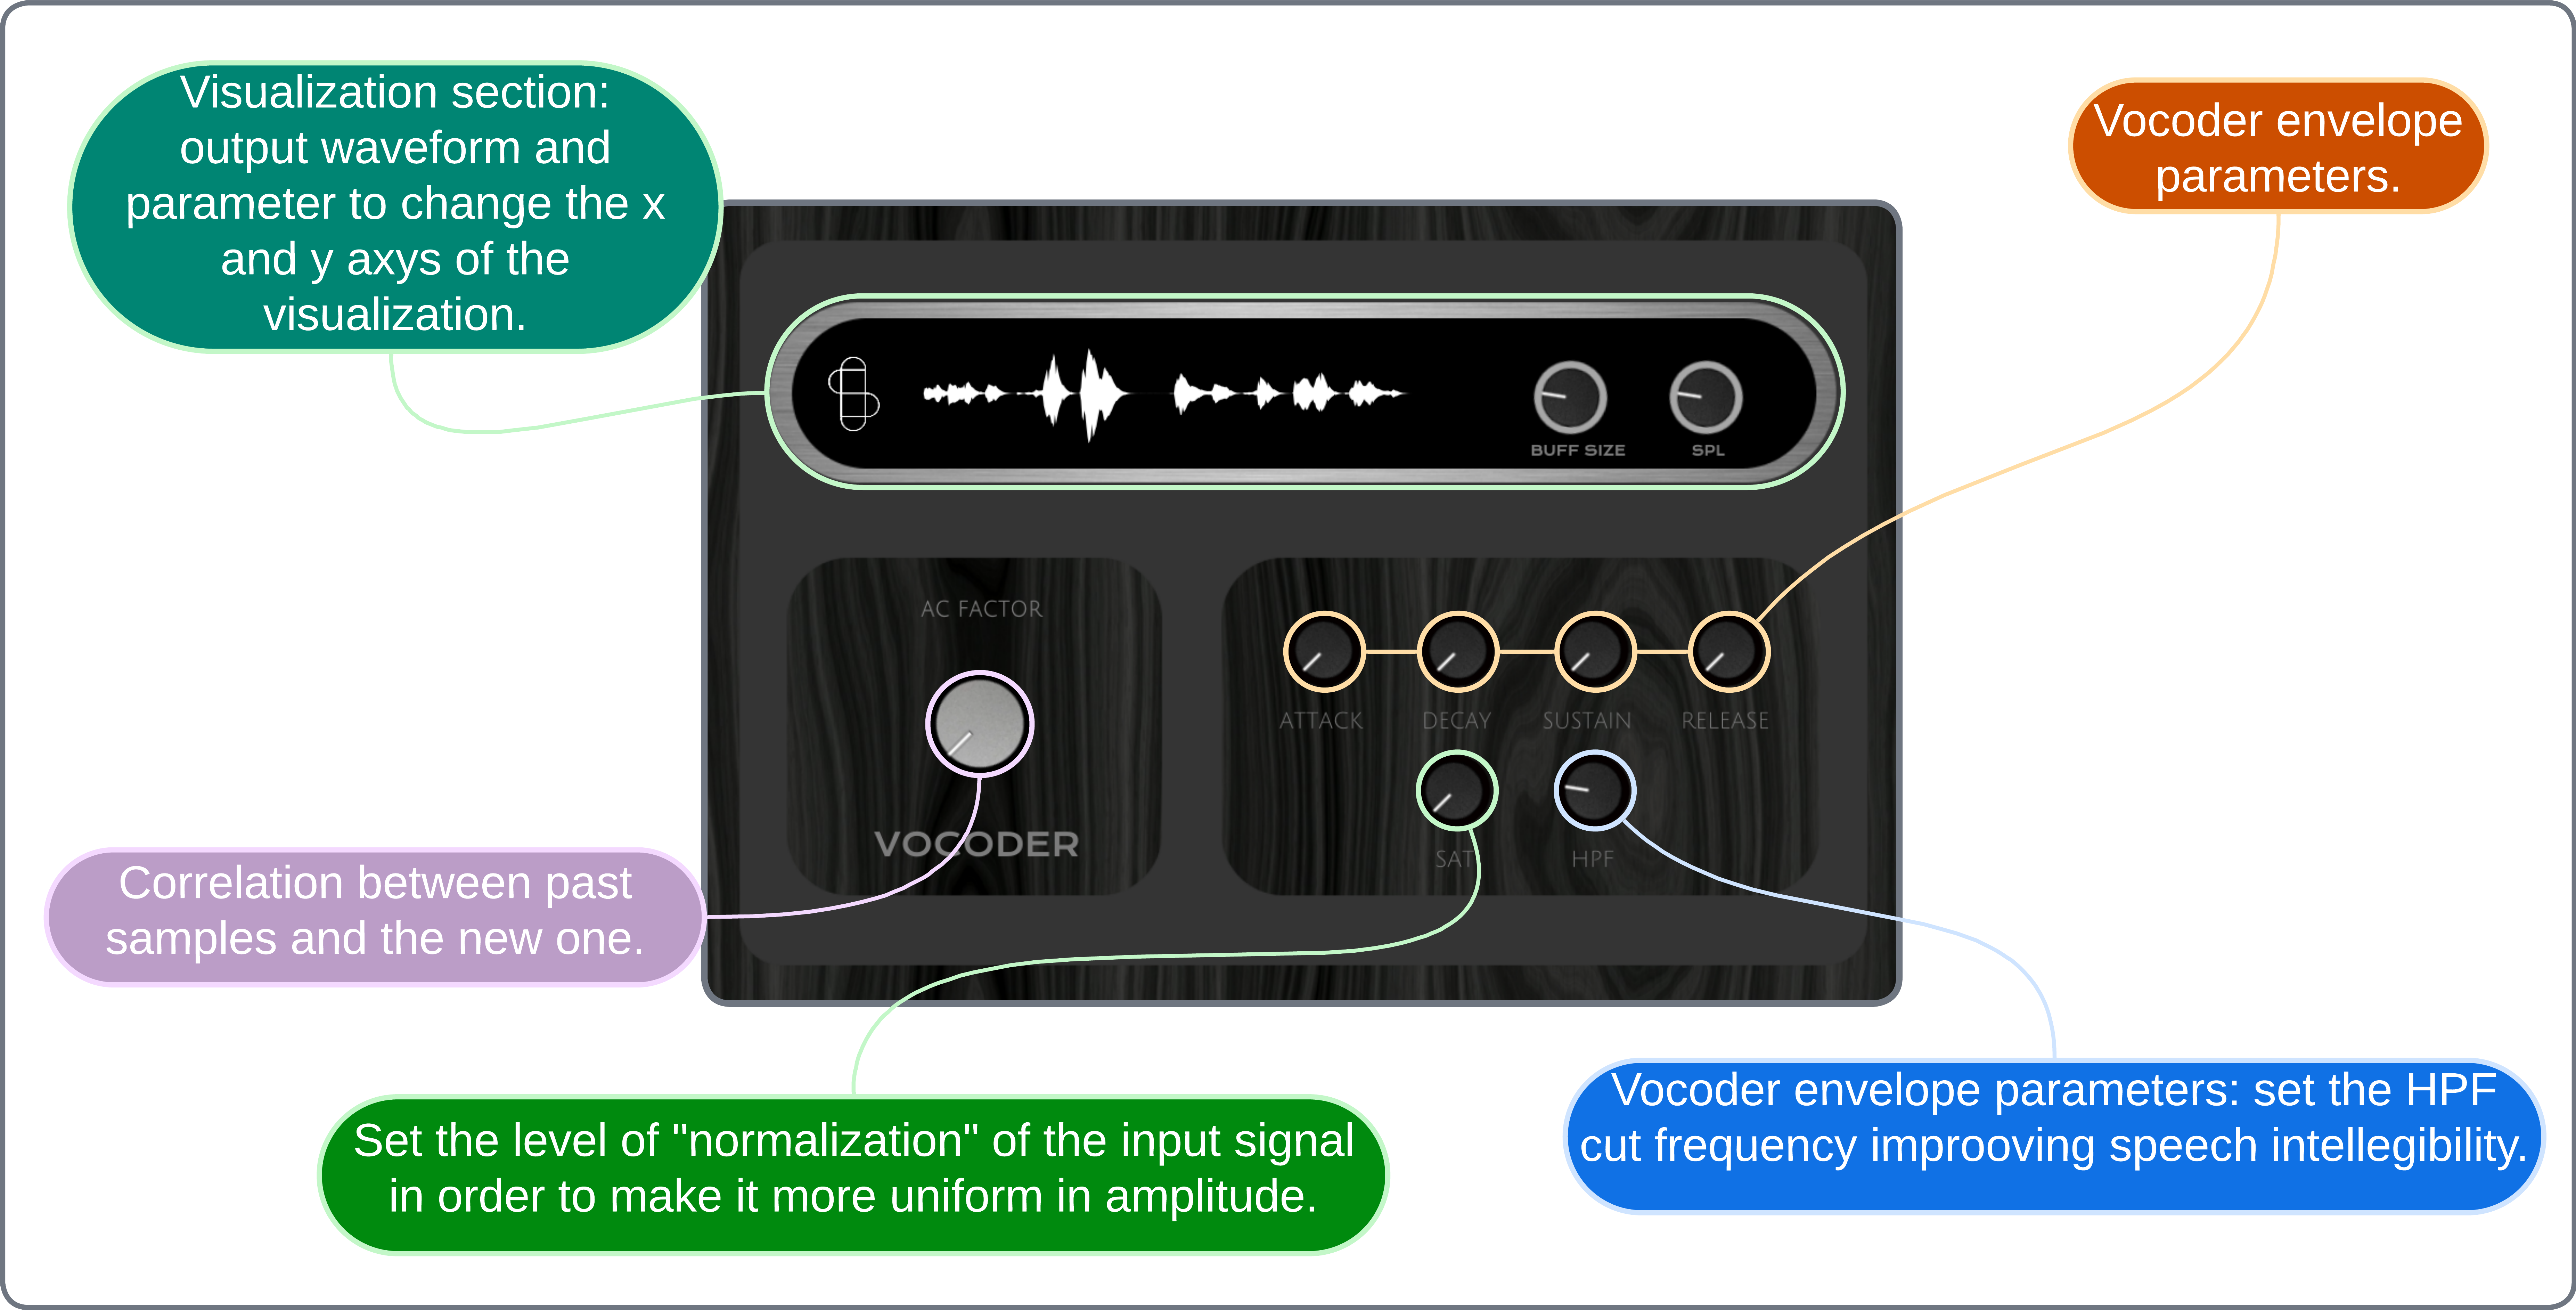 Visualization section:
output waveform and
parameter to change the x
and y axys of the
visualization.
Vocoder envelope
parameters.
BUFF SIZE
SPL
AC FACTOR
VOCODER
ATTACK
DECAY
SUSTAIN
RELEASE
SAT
HPF
Correlation between past
samples and the new one.
Set the level of "normalization" of the input signal
in order to make it more uniform in amplitude.
Vocoder envelope parameters: set the HPF
cut frequency improoving speech intellegibility.